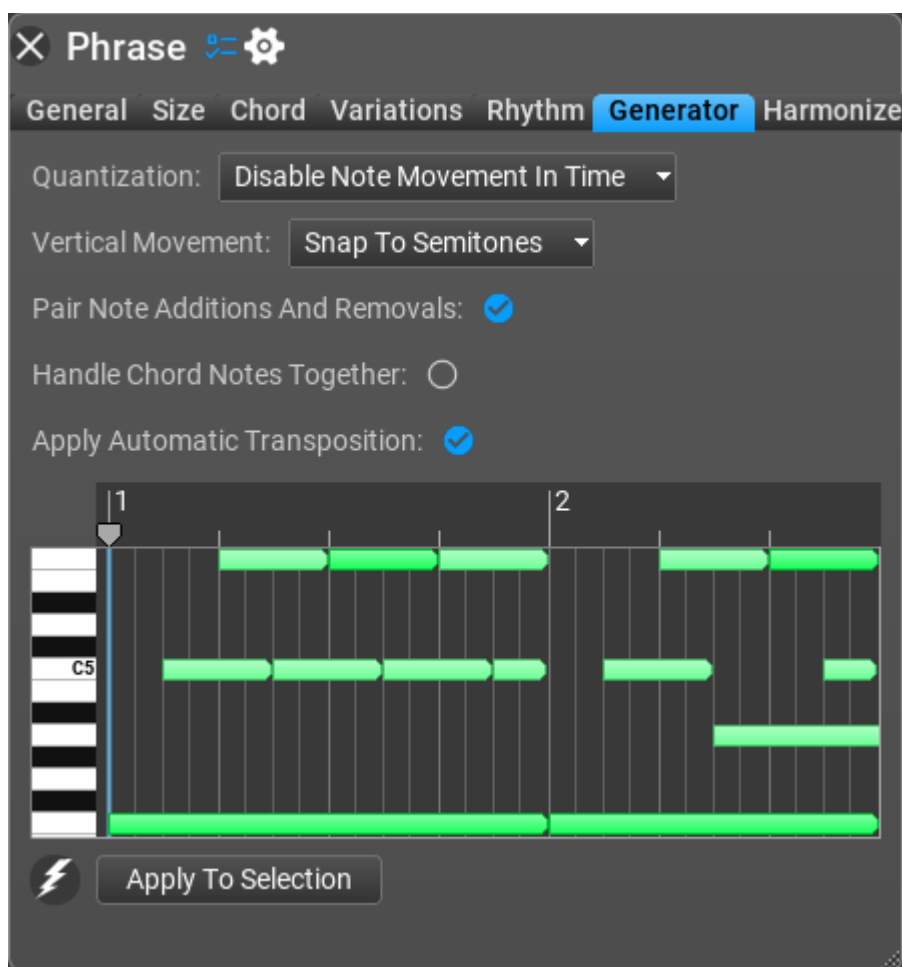 Phrase
General Size Chord Variations Rhythm Generator Harmonize
Quantization: Disable Note Movement In Time
Vertical Movement: Snap To Semitones
Pair Note Additions And Removals:
Handle Chord Notes Together:
Apply Automatic Transposition:
1 2
C5
Apply To Selection